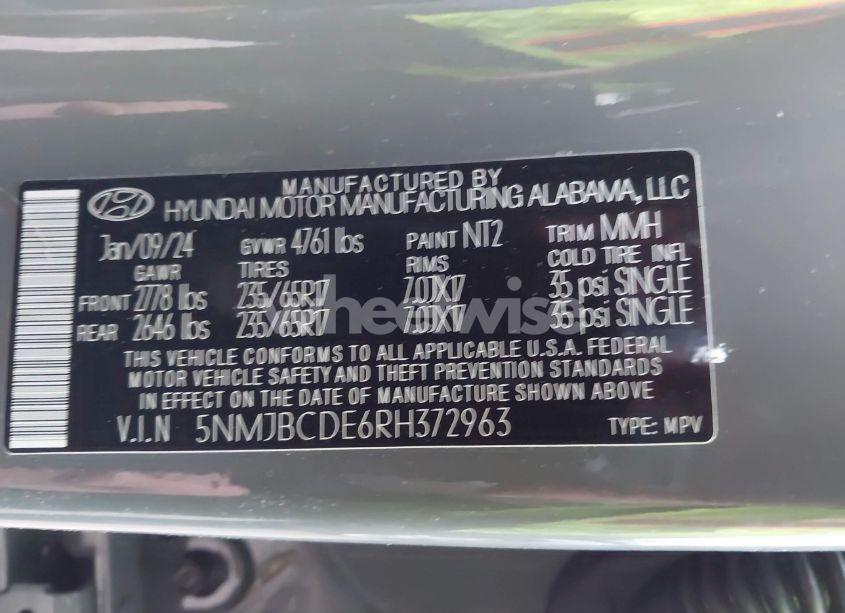 MANUFACTURED BY
HYUNDAI MOTOR MANUFACTURING ALABAMA, LLC
Jan/09/24 GVWR 4761 lbs PAINT NT2 TRIM MMH
GAWR TIRES RIMS COLD TIRE INFL
FRONT 2778 lbs 235/65R17 7.0JX17 35 psi SINGLE
REAR 2646 lbs 235/65R17 7.0JX17 35 psi SINGLE
THIS VEHICLE CONFORMS TO ALL APPLICABLE U.S.A. FEDERAL
MOTOR VEHICLE SAFETY AND THEFT PREVENTION STANDARDS
IN EFFECT ON THE DATE OF MANUFACTURE SHOWN ABOVE
V.I.N 5NMJBCDE6RH372963 TYPE: MPV